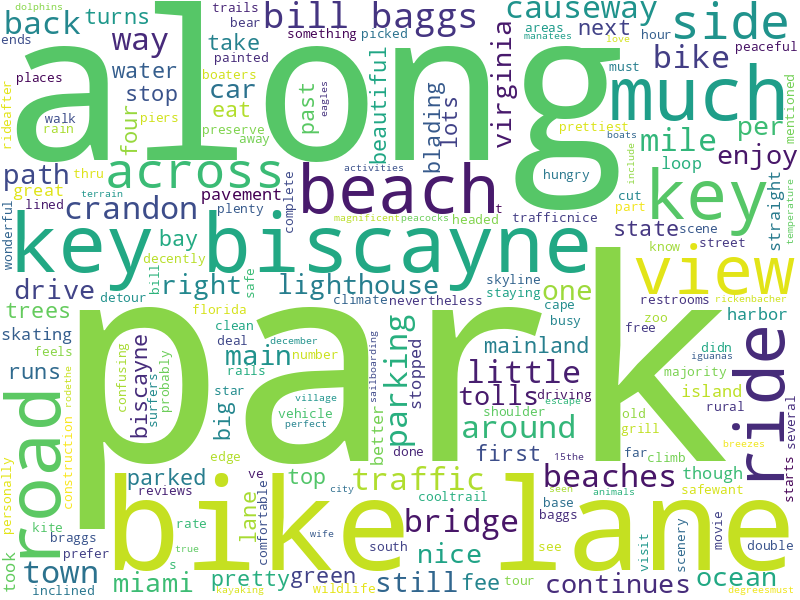 dolphins
ends
places
back
turns
trails
bear
way
water
stop
something
painted
take
bill
picked
boaters
baggs
causeway
areas
manatees
love
next
hour
must
side
bike
peaceful
virginia
along
rideafter
walk
rain
piers
four
car
eat
preserve
away
past
beautiful
blading
lots
prettiest
much
boats
mile
per
mentioned
path
thru
great
lined
wonderful
across
pavement
plenty
crandon
complete
activities
beach
t
magnificent
peacocks
headed
hungry
trafficnice
include
cut
part
key
loop
enjoy
straight
terrain
state
scene
know
street
temperature
key biscayne
bay
decently
detour
bill
safe
drive
right
lighthouse
climate
nevertheless
skyline
staying
one
cape
busy
view
restrooms
rickenbacher
zoo
free
harbor
trees
skating
feels
runs
florida
clean
deal
december
number
main
rails
star
big
biscayne
surfers
confusing
probably
vehicle
village
perfect
park
parking
sailboarding
stopped
better
done
mainland
little
tolls
driving
shoulder
escape
around
first
15the
old
grill
far
climb
iguanas
didn
majority
island
rural
breezes
ride
several
starts
road
rodethe
construction
personally
kite
took
braggs
town
inclined
parked
reviews
prefer
edge
lane
ve
comfortable
rate
true
s
top
traffic
city
wife
cooltrail
bridge
south
base
baggs
seen
animals
see
beaches
though
safewant
visit
scenery
movie
double
bike lane
miami
pretty
kayaking
green
wildlife
still
fee
nice
tour
continues
ocean
degreesmust